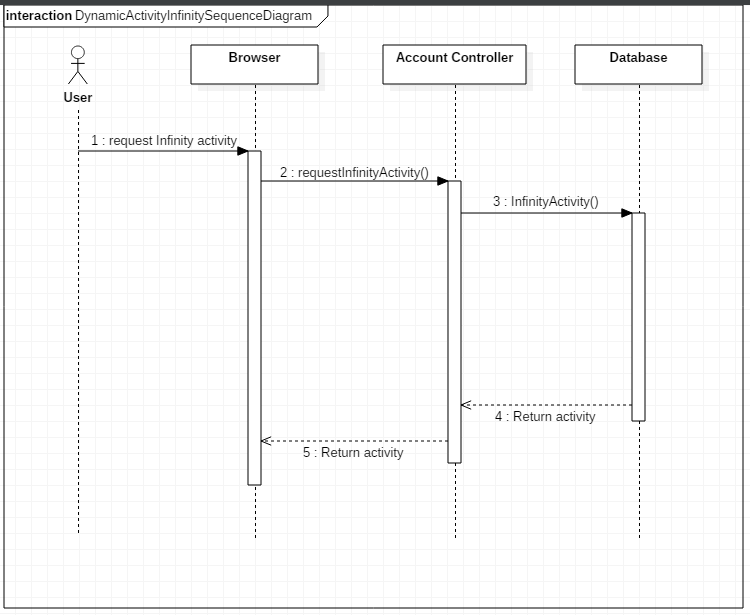 interaction DynamicActivityInfinitySequenceDiagram
Browser
Account Controller
Database
User
1 : request Infinity activity
2 : requestInfinityActivity()
3 : InfinityActivity()
4 : Return activity
5 : Return activity